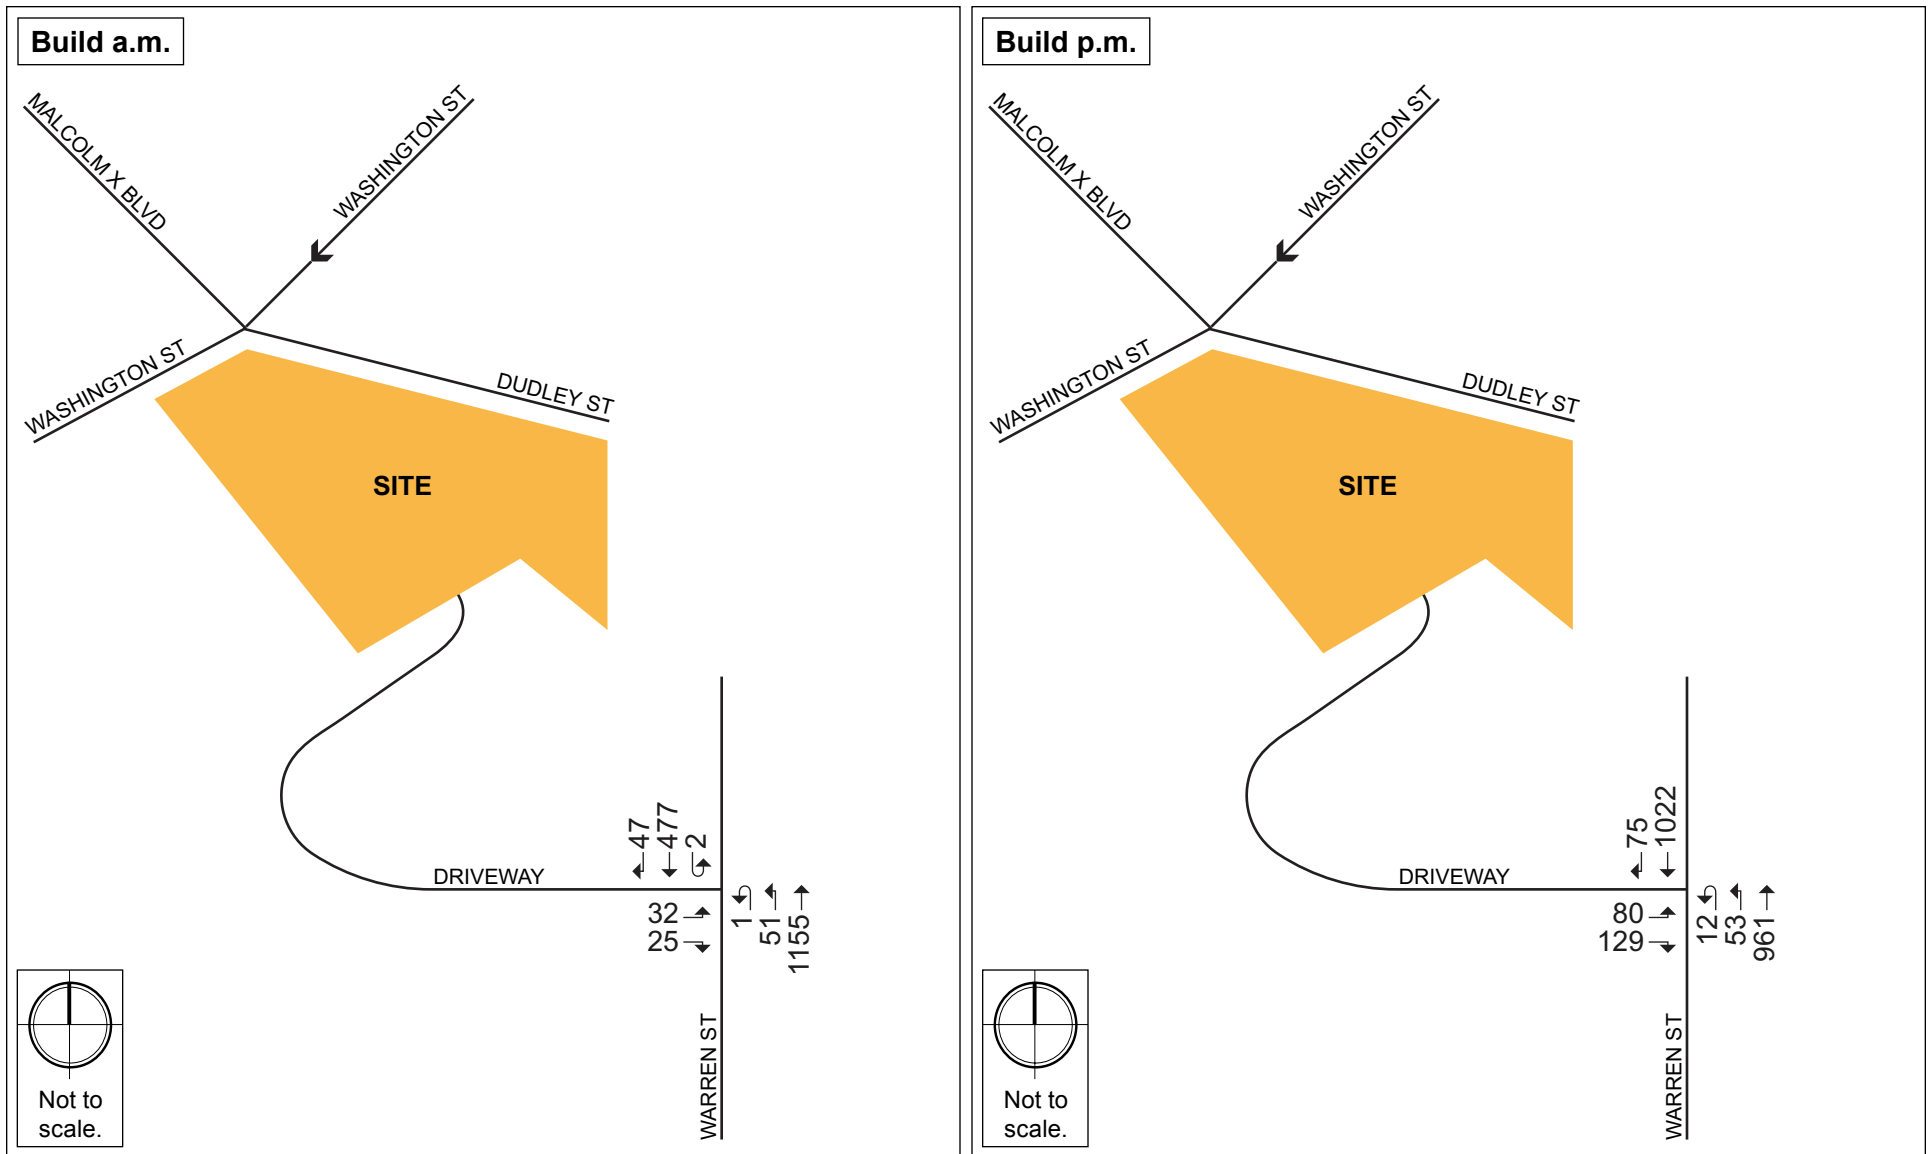 Build a.m.
MALCOLM X BLVD
WASHINGTON ST
WASHINGTON ST
DUDLEY ST
SITE
47
477
2
DRIVEWAY
32
25
1
51
1155
WARREN ST
Not to
scale.
Build p.m.
MALCOLM X BLVD
WASHINGTON ST
WASHINGTON ST
DUDLEY ST
SITE
75
1022
DRIVEWAY
80
129
12
53
961
WARREN ST
Not to
scale.